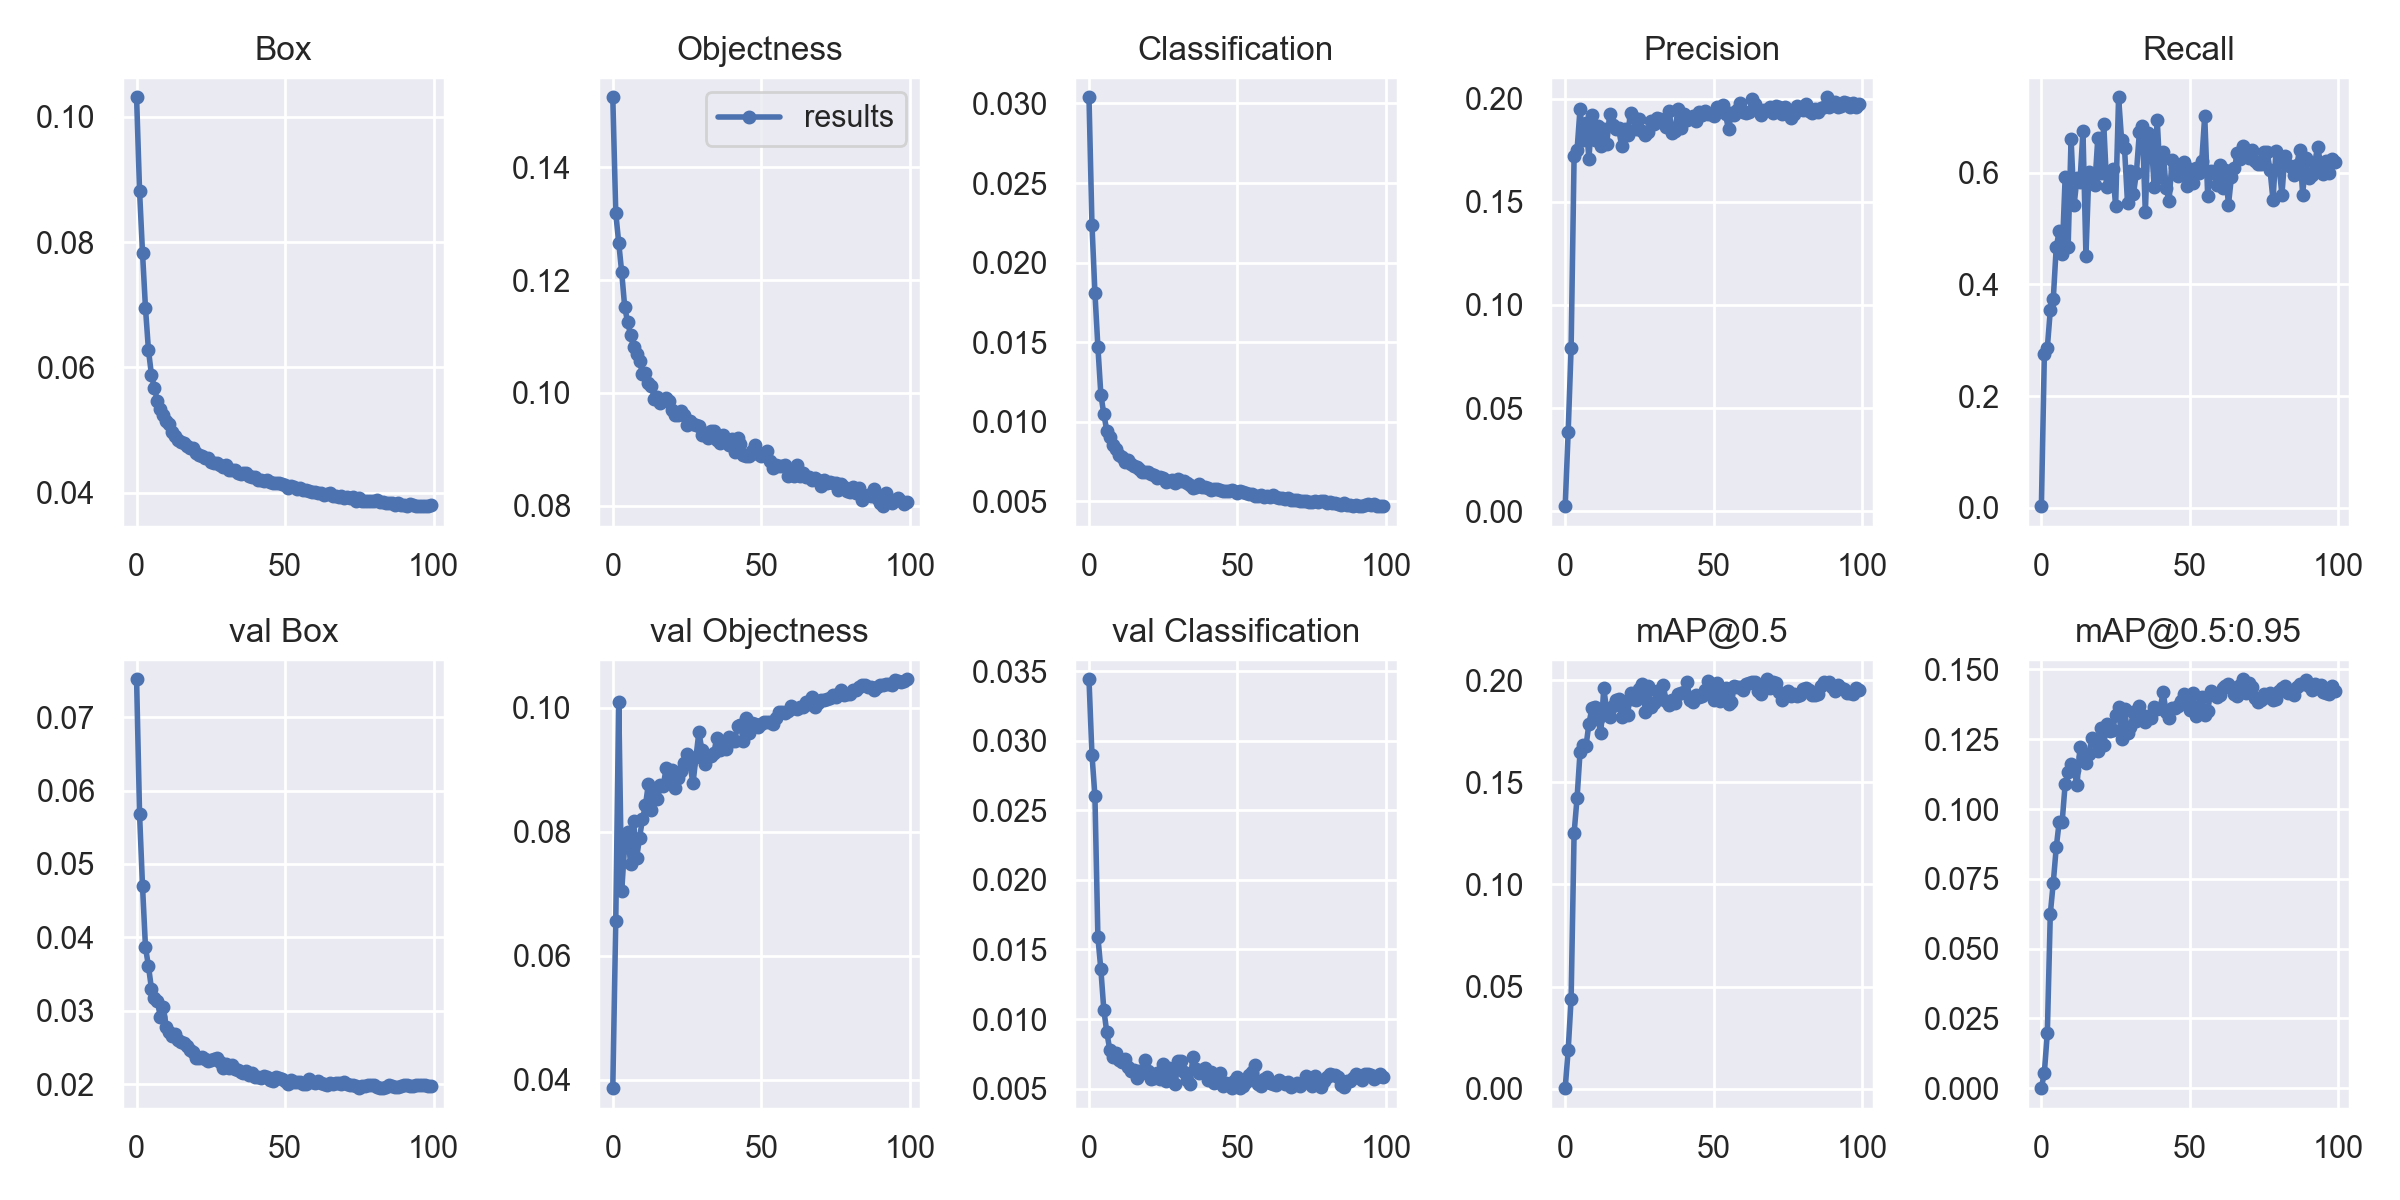 Box
0.10
0.08
0.06
0.04
0 50 100
Objectness
results
0.14
0.12
0.10
0.08
0 50 100
Classification
0.030
0.025
0.020
0.015
0.010
0.005
0 50 100
Precision
0.20
0.15
0.10
0.05
0.00
0 50 100
Recall
0.6
0.4
0.2
0.0
0 50 100
val Box
0.07
0.06
0.05
0.04
0.03
0.02
0 50 100
val Objectness
0.10
0.08
0.06
0.04
0 50 100
val Classification
0.035
0.030
0.025
0.020
0.015
0.010
0.005
0 50 100
mAP@0.5
0.20
0.15
0.10
0.05
0.00
0 50 100
mAP@0.5:0.95
0.150
0.125
0.100
0.075
0.050
0.025
0.000
0 50 100